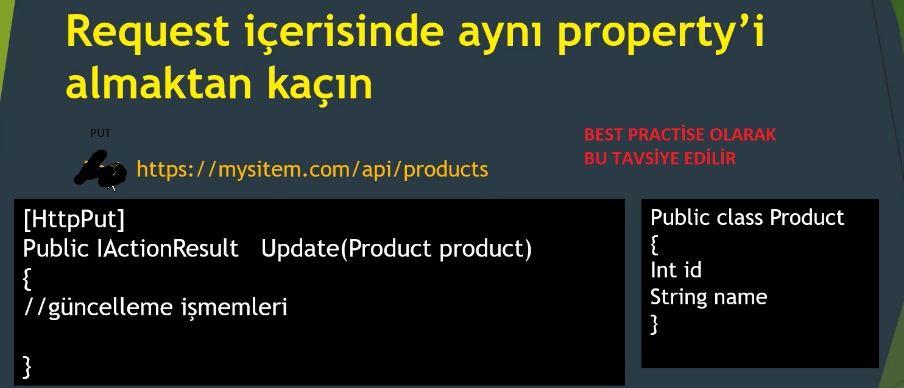 Request içerisinde aynı property’i
almaktan kaçın
PUT
https://mysitem.com/api/products
BEST PRACTİSE OLARAK
BU TAVSİYE EDİLİR
[HttpPut]
Public IActionResult Update(Product product)
{
//güncelleme işmemleri
}
Public class Product
{
Int id
String name
}